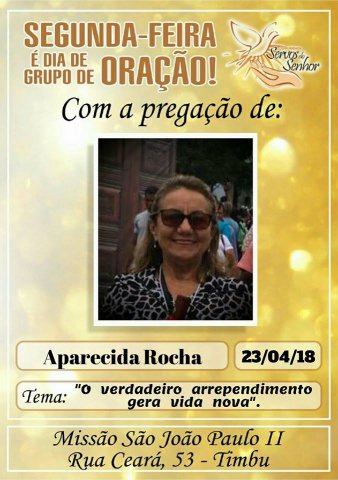 SEGUNDA-FEIRA
É DIA DE
GRUPO DE ORAÇÃO!
Servos do
Senhor
Com a pregação de:
Aparecida Rocha
23/04/18
Tema: "O verdadeiro arrependimento
gera vida nova".
Missão São João Paulo II
Rua Ceará, 53 - Timbu